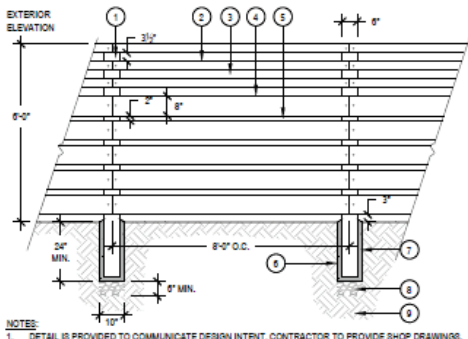 EXTERIOR
ELEVATION
1
2
3
4
5
6"
3½"
6'-0"
2"
8"
3"
24"
MIN.
8'-0" O.C.
6
7
6" MIN.
8
10"
9
NOTES:
1. DETAIL IS PROVIDED TO COMMUNICATE DESIGN INTENT. CONTRACTOR TO PROVIDE SHOP DRAWINGS